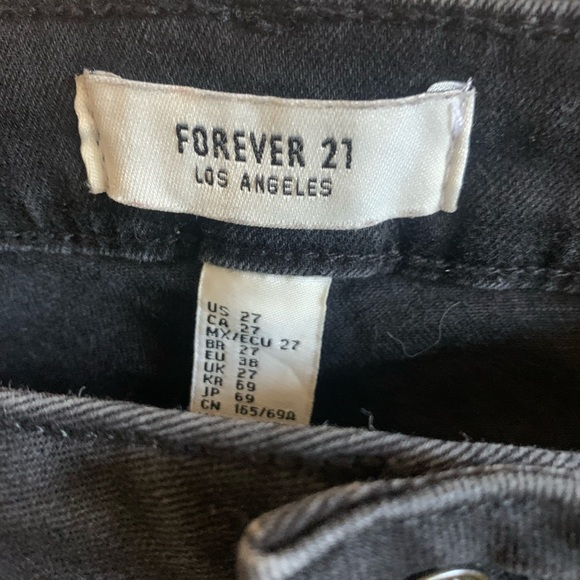 FOREVER 21
LOS ANGELES
US 27
CA 27
MX/ECU 27
BR 27
EU 38
UK 27
KR 69
JP 69
CN 165/69A